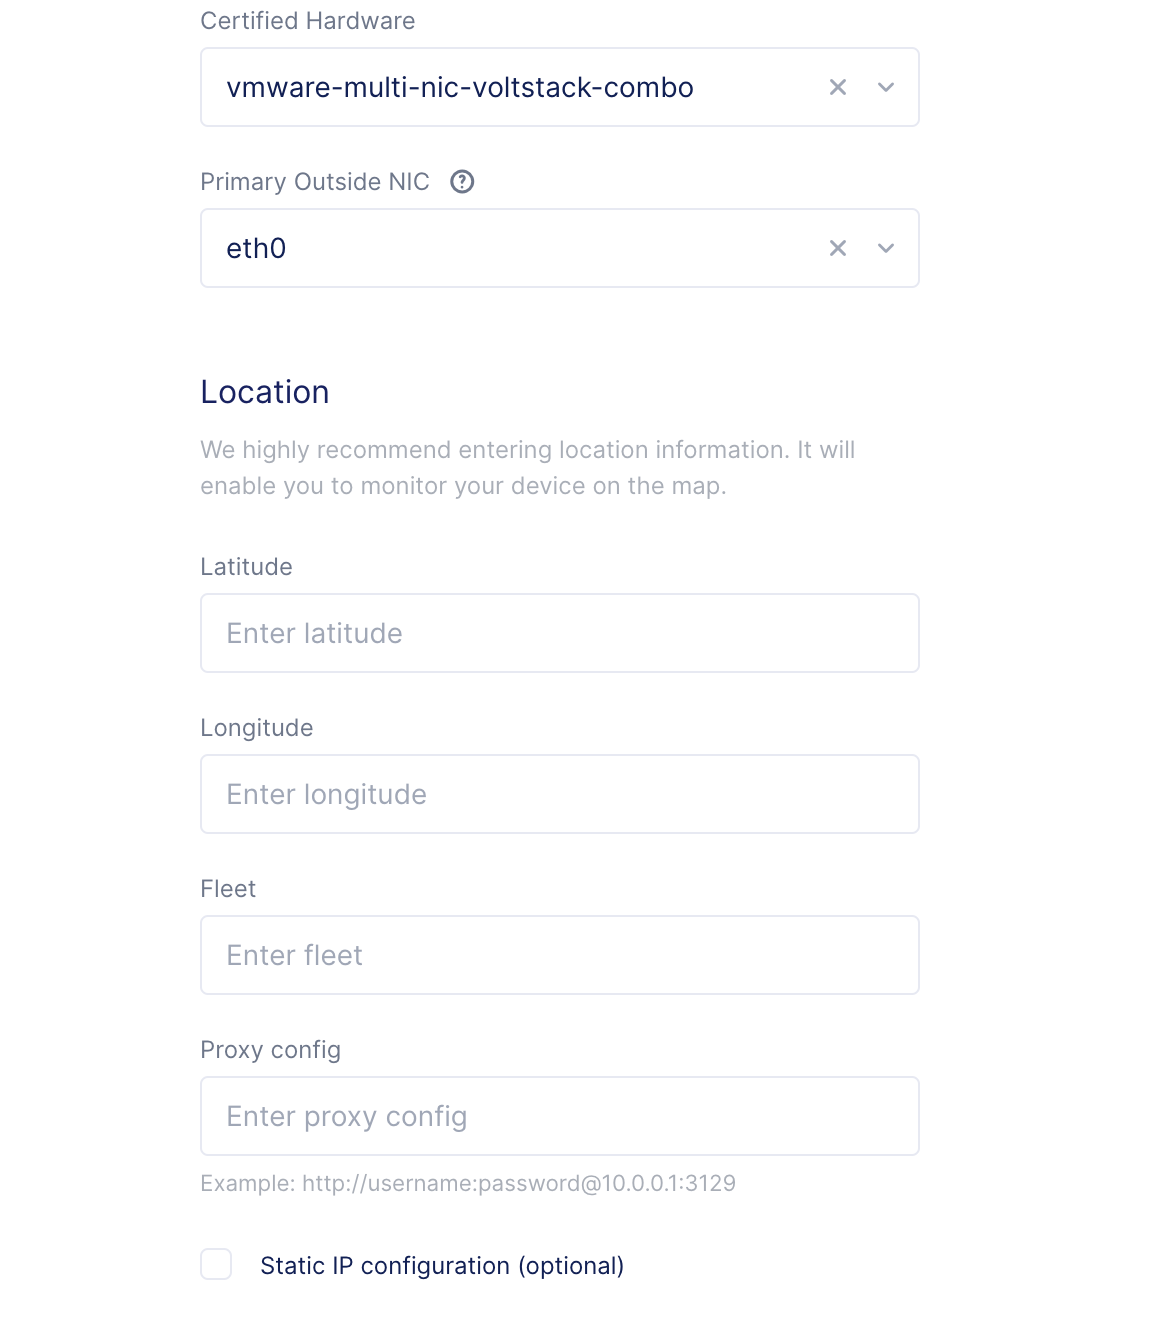 Certified Hardware
vmware-multi-nic-voltstack-combo
Primary Outside NIC
eth0
Location
We highly recommend entering location information. It will
enable you to monitor your device on the map.
Latitude
Enter latitude
Longitude
Enter longitude
Fleet
Enter fleet
Proxy config
Enter proxy config
Example: http://username:password@10.0.0.1:3129
Static IP configuration (optional)